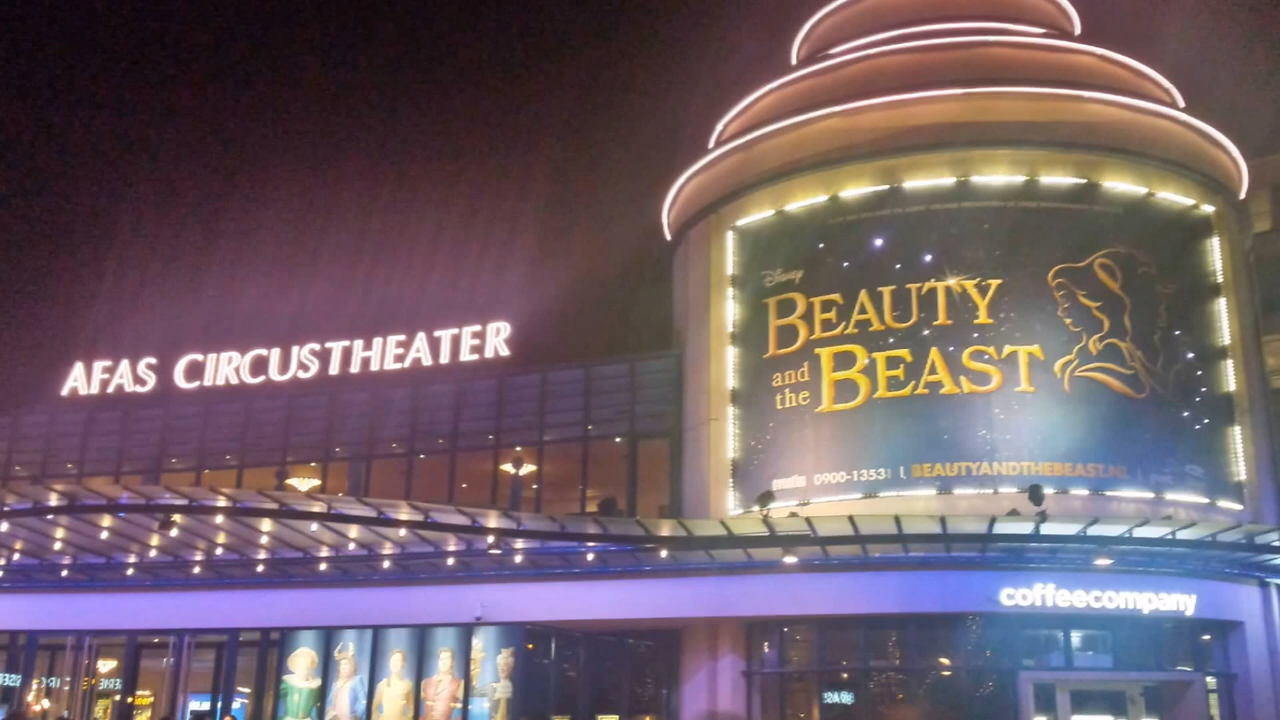 AFAS CIRCUSTHEATER
Disney
BEAUTY
and the BEAST
0900-1353 BEAUTYANDTHEBEAST.NL
coffeecompany